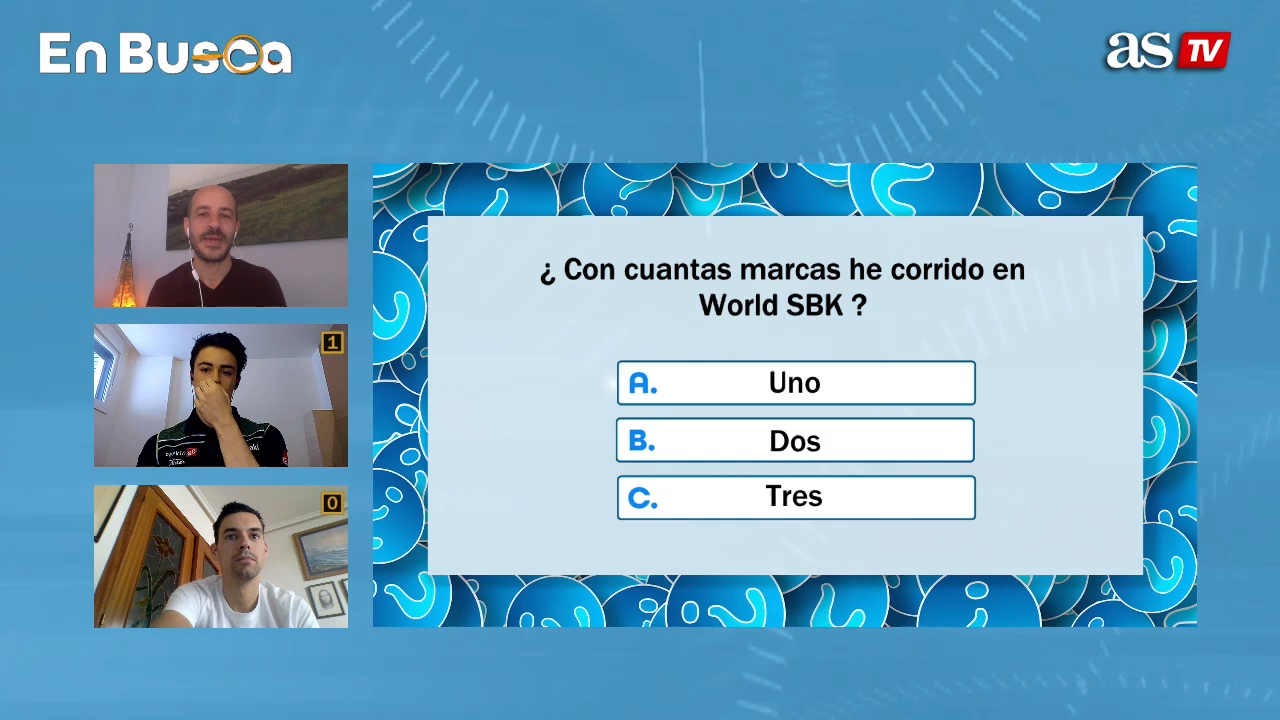 En Busca
as TV
1
0
¿ Con cuantas marcas he corrido en
World SBK ?
A. Uno
B. Dos
C. Tres